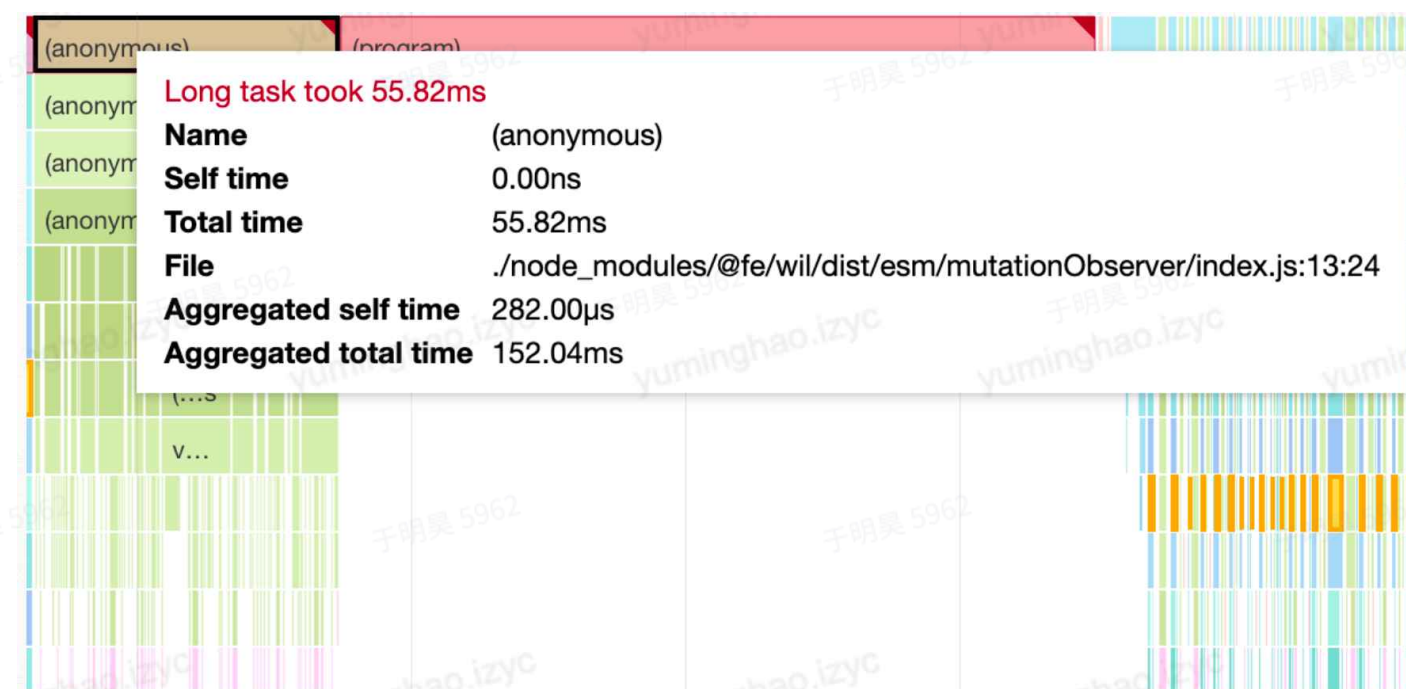 (anonymous)
(program)
(anonym
(anonym
(anonym
Long task took 55.82ms
Name (anonymous)
Self time 0.00ns
Total time 55.82ms
File ./node_modules/@fe/wil/dist/esm/mutationObserver/index.js:13:24
Aggregated self time 282.00µs
Aggregated total time 152.04ms
(...s
v...
于明昊 5962
yuminghao.izyc